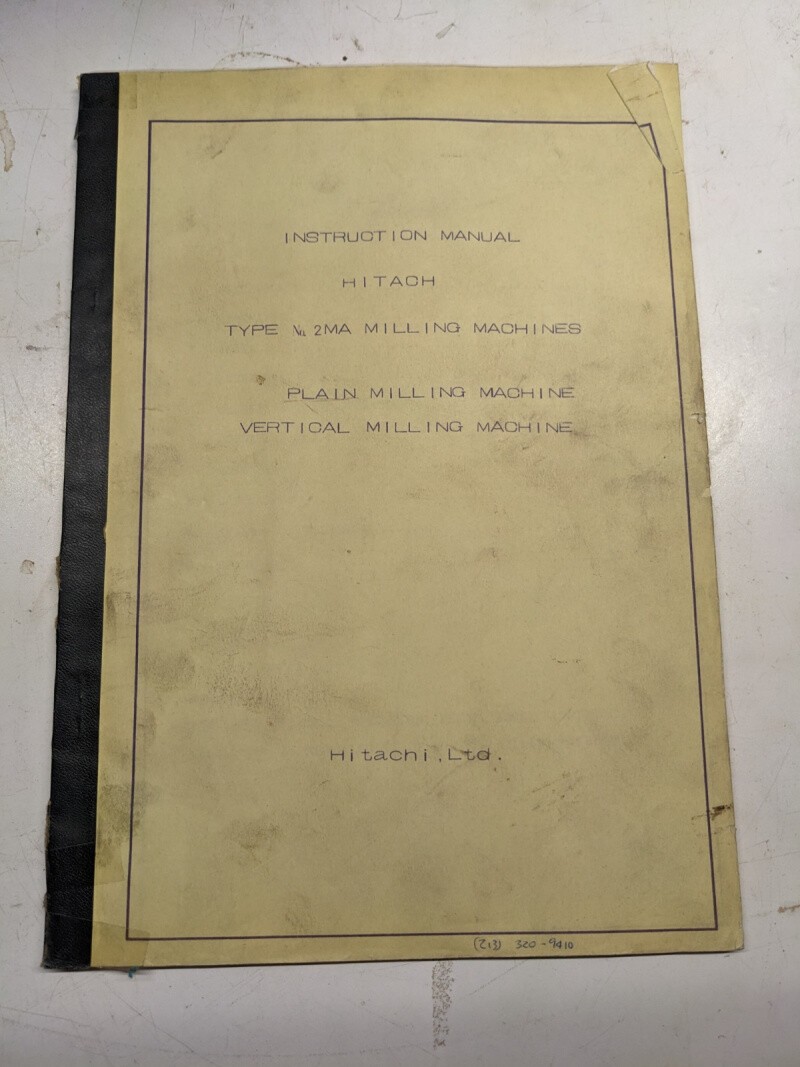 INSTRUCTION MANUAL
HITACH
TYPE № 2MA MILLING MACHINES
PLAIN MILLING MACHINE
VERTICAL MILLING MACHINE
Hitachi, Ltd.
(213) 320-9410